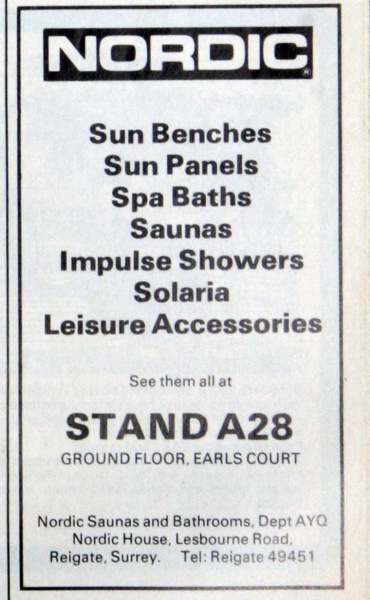 NORDIC®
Sun Benches
Sun Panels
Spa Baths
Saunas
Impulse Showers
Solaria
Leisure Accessories
See them all at
STAND A28
GROUND FLOOR, EARLS COURT
Nordic Saunas and Bathrooms, Dept AYQ
Nordic House, Lesbourne Road,
Reigate, Surrey. Tel: Reigate 49451